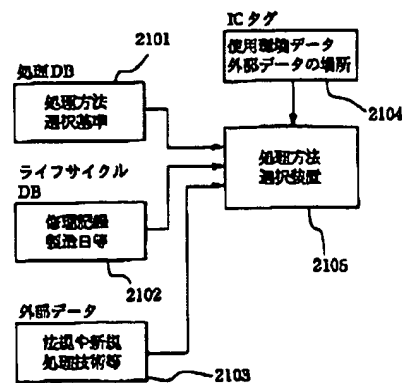 2101
処理DB
処理方法
選択基準
ICタグ
使用環境データ
外部データの場所
2104
処理方法
選択装置
2105
ライフサイクル
DB
修理記録
製造日等
2102
外部データ
法規や新規
処理技術等
2103